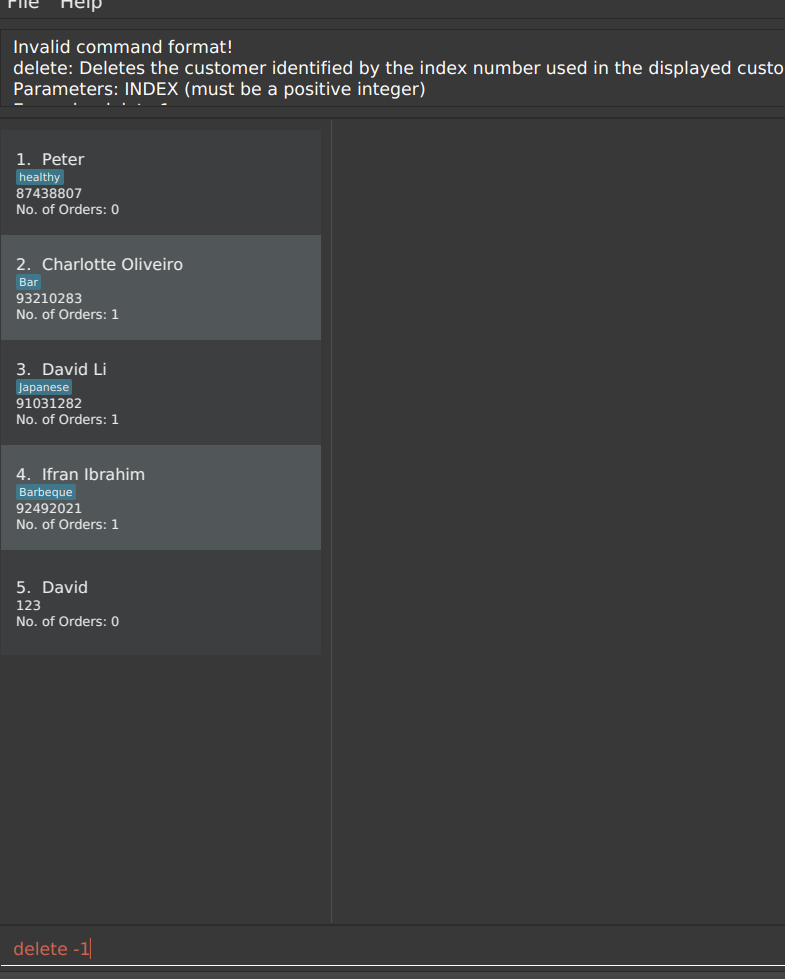 File Help
Invalid command format!
delete: Deletes the customer identified by the index number used in the displayed custo
Parameters: INDEX (must be a positive integer)
1. Peter
healthy
87438807
No. of Orders: 0
2. Charlotte Oliveiro
Bar
93210283
No. of Orders: 1
3. David Li
Japanese
91031282
No. of Orders: 1
4. Ifran Ibrahim
Barbeque
92492021
No. of Orders: 1
5. David
123
No. of Orders: 0
delete -1